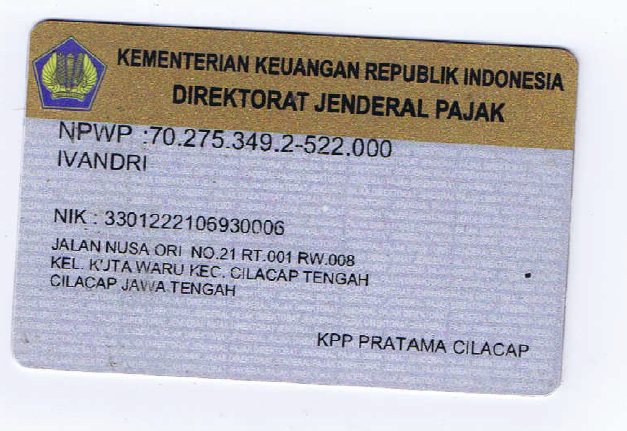 KEMENTERIAN KEUANGAN REPUBLIK INDONESIA
DIREKTORAT JENDERAL PAJAK
NPWP :70.275.349.2-522.000
IVANDRI
NIK : 3301222106930006
JALAN NUSA ORI NO.21 RT.001 RW.008
KEL. KUTA WARU KEC. CILACAP TENGAH
CILACAP JAWA TENGAH
KPP PRATAMA CILACAP